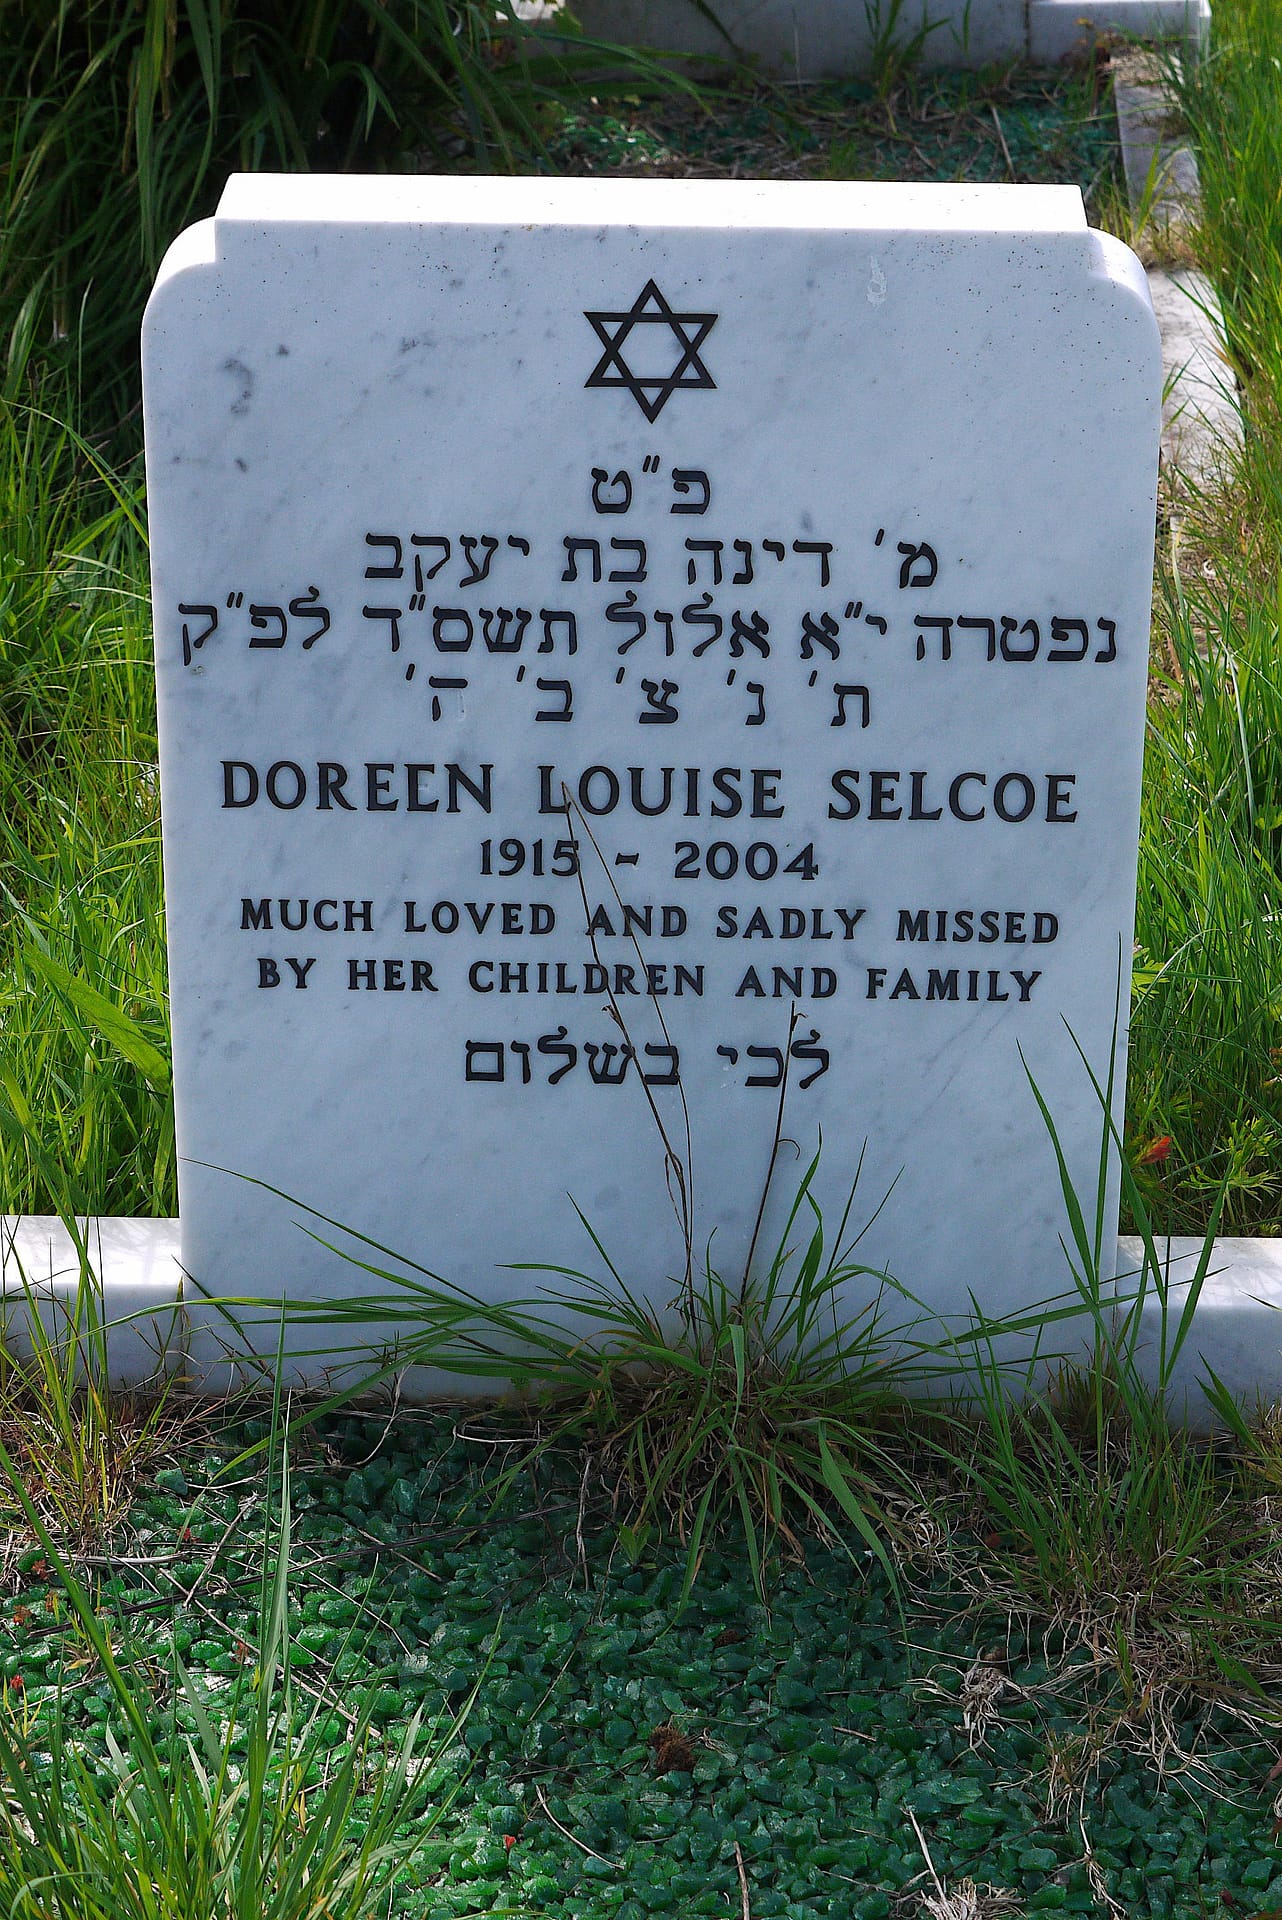 פ"ט
מ' דינה בת יעקב
נפטרה י"א אלול תשס"ד לפ"ק
ת' נ' צ' ב' ה'
DOREEN LOUISE SELCOE
1915 - 2004
MUCH LOVED AND SADLY MISSED
BY HER CHILDREN AND FAMILY
לכי בשלום